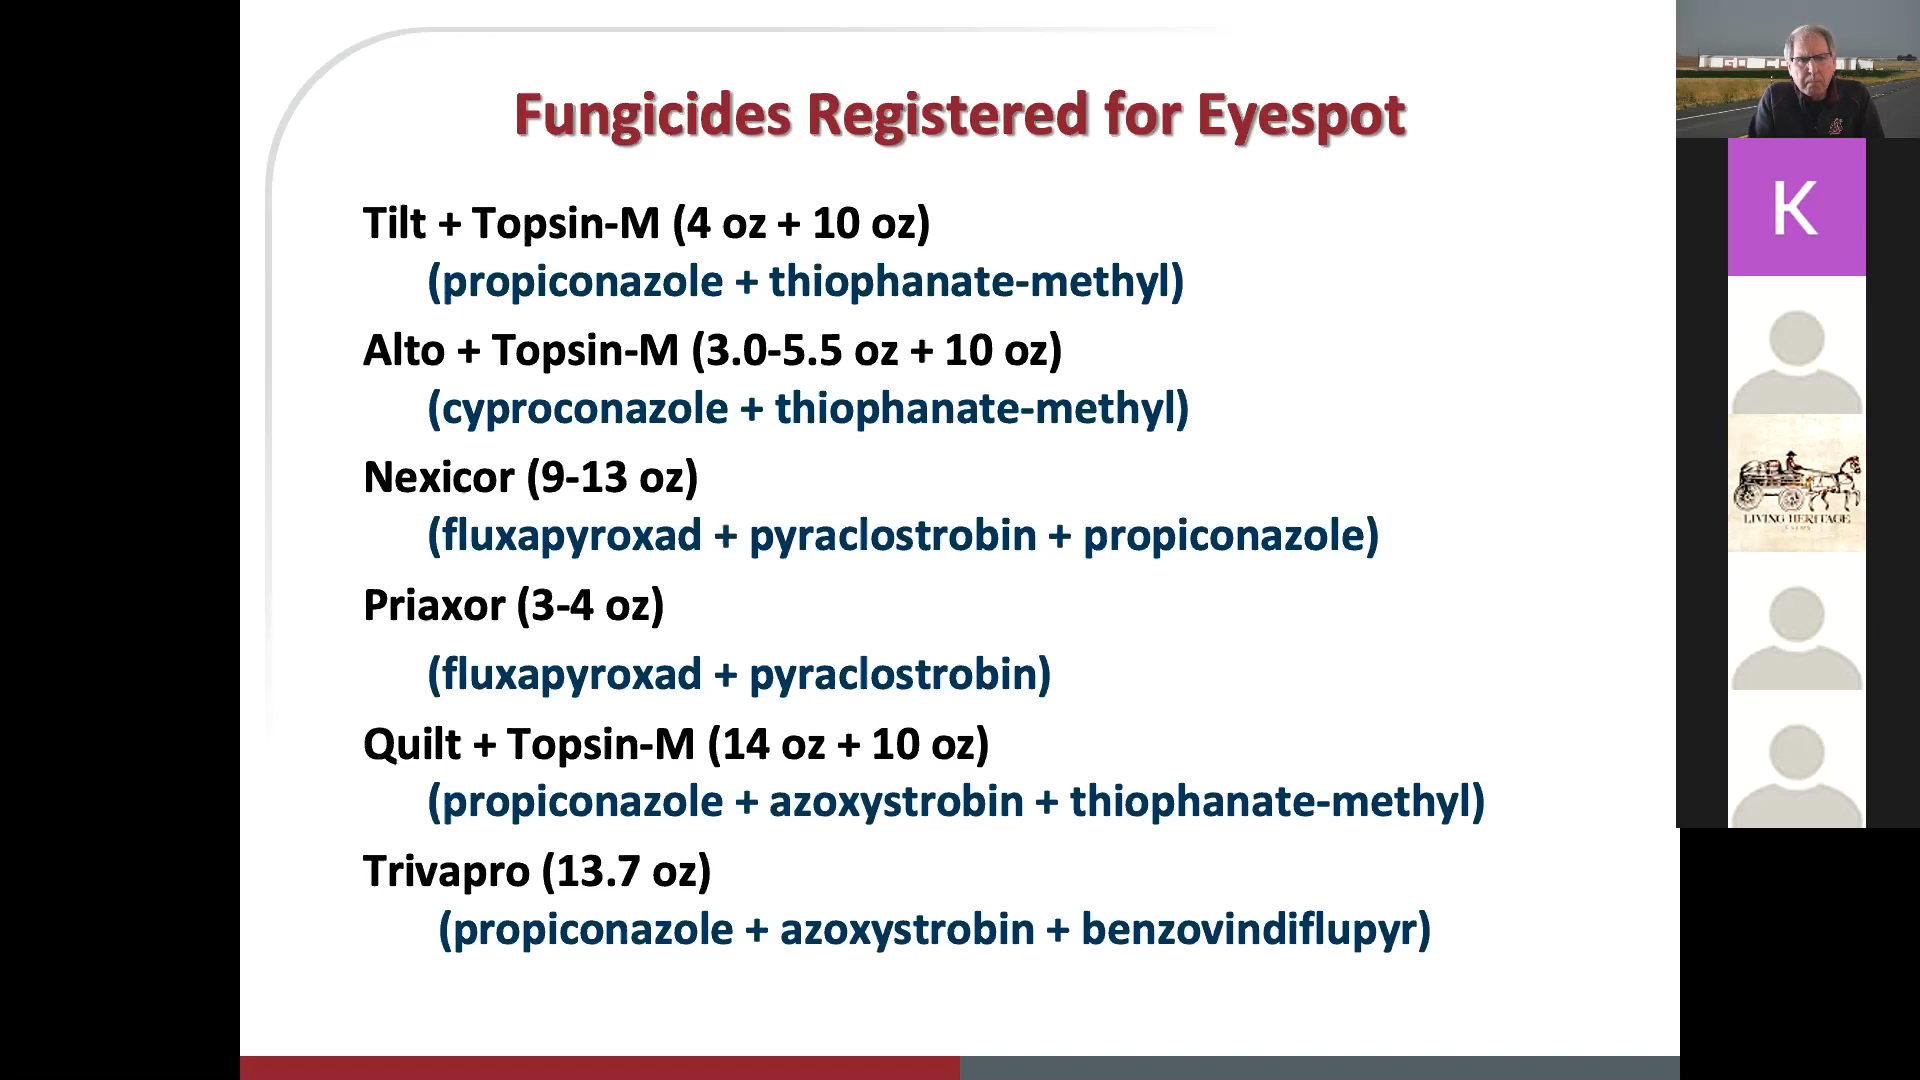 Fungicides Registered for Eyespot
Tilt + Topsin-M (4 oz + 10 oz)
(propiconazole + thiophanate-methyl)
Alto + Topsin-M (3.0-5.5 oz + 10 oz)
(cyproconazole + thiophanate-methyl)
Nexicor (9-13 oz)
(fluxapyroxad + pyraclostrobin + propiconazole)
Priaxor (3-4 oz)
(fluxapyroxad + pyraclostrobin)
Quilt + Topsin-M (14 oz + 10 oz)
(propiconazole + azoxystrobin + thiophanate-methyl)
Trivapro (13.7 oz)
(propiconazole + azoxystrobin + benzovindiflupyr)
K
LIVING HERITAGE